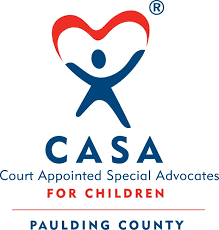 ®
CASA
Court Appointed Special Advocates
FOR CHILDREN
PAULDING COUNTY